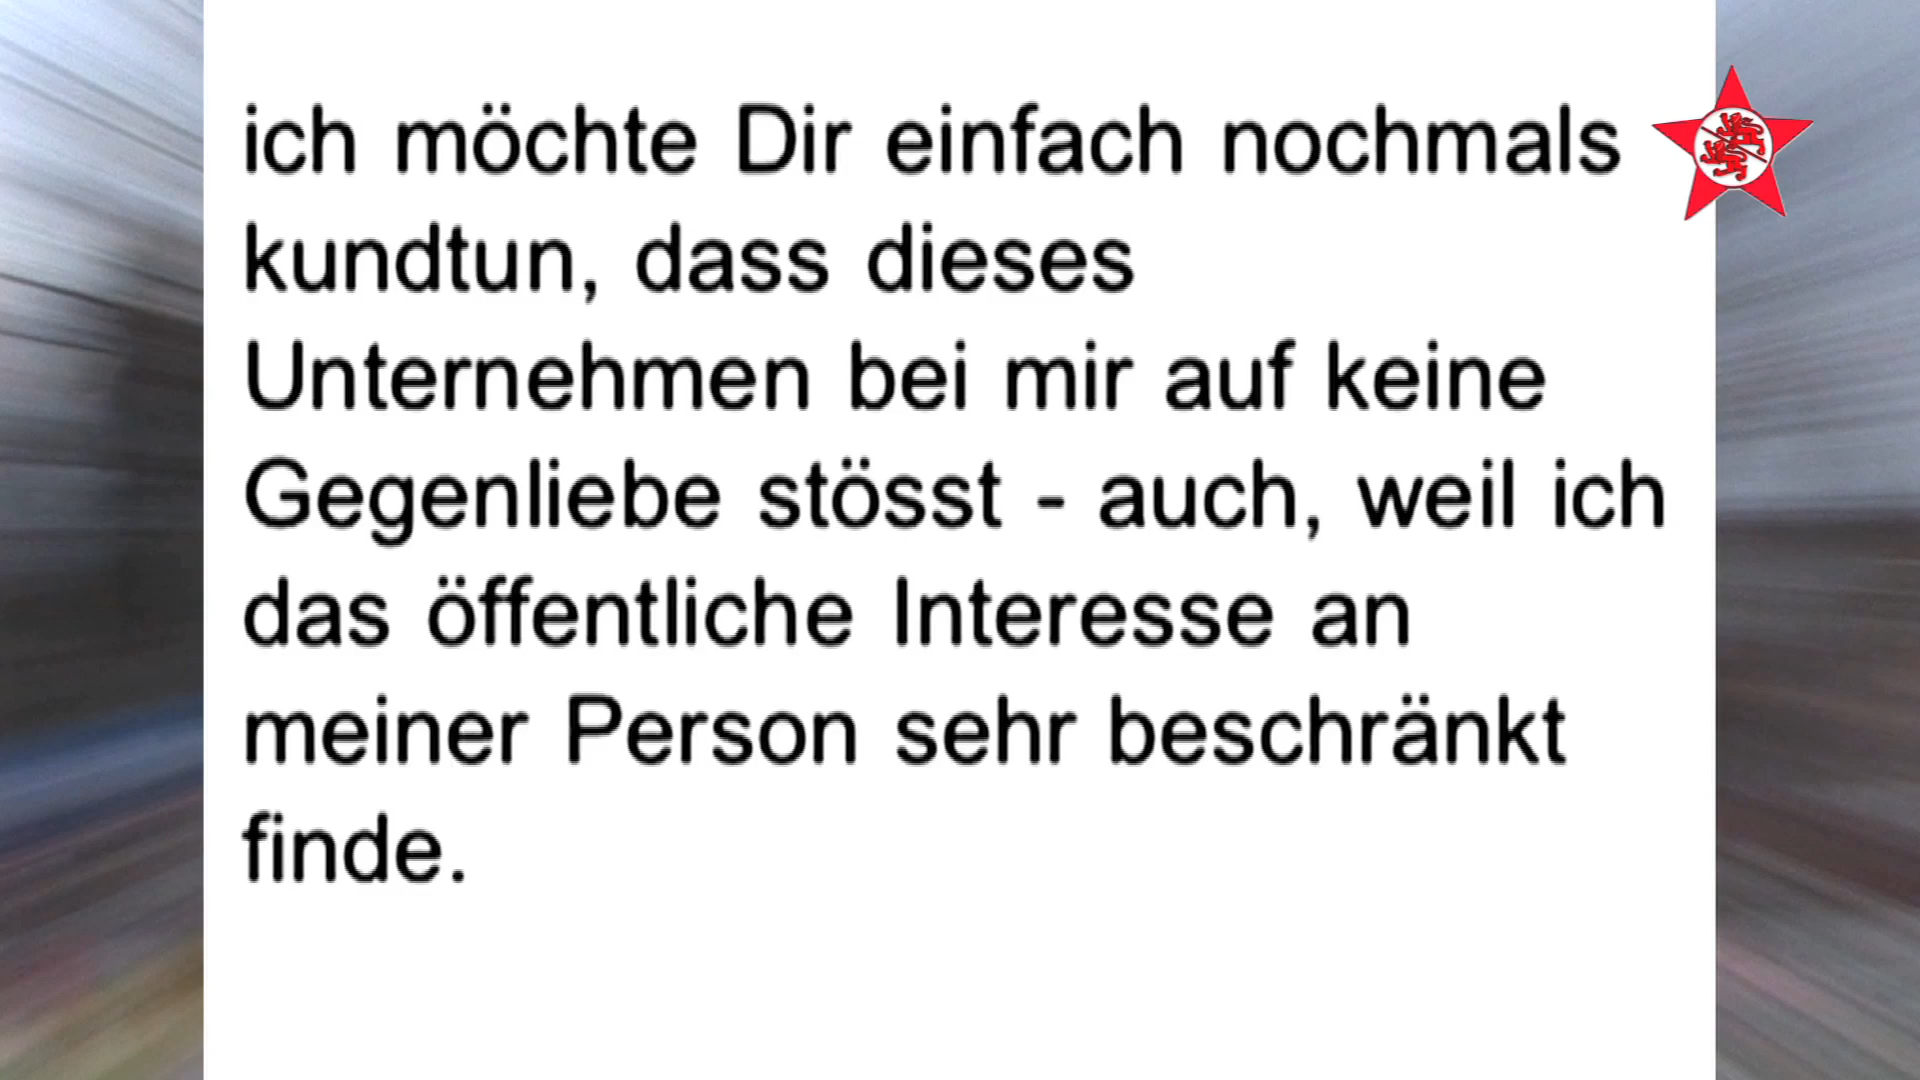 ich möchte Dir einfach nochmals
kundtun, dass dieses
Unternehmen bei mir auf keine
Gegenliebe stösst - auch, weil ich
das öffentliche Interesse an
meiner Person sehr beschränkt
finde.